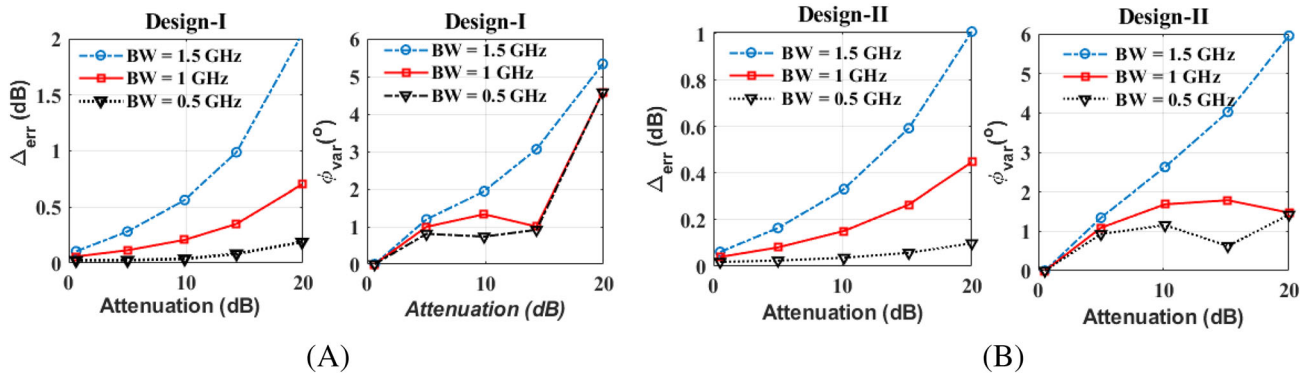 Design-I
2
1.5
1
0.5
0
Δerr (dB)
BW = 1.5 GHz
BW = 1 GHz
BW = 0.5 GHz
0
10
20
Attenuation (dB)
Design-I
6
5
4
3
2
1
0
ϕvar(°)
BW = 1.5 GHz
BW = 1 GHz
BW = 0.5 GHz
0
10
20
Attenuation (dB)
(A)
Design-II
1
0.8
0.6
0.4
0.2
0
Δerr (dB)
BW = 1.5 GHz
BW = 1 GHz
BW = 0.5 GHz
0
10
20
Attenuation (dB)
Design-II
6
5
4
3
2
1
0
ϕvar(°)
BW = 1.5 GHz
BW = 1 GHz
BW = 0.5 GHz
0
10
20
Attenuation (dB)
(B)